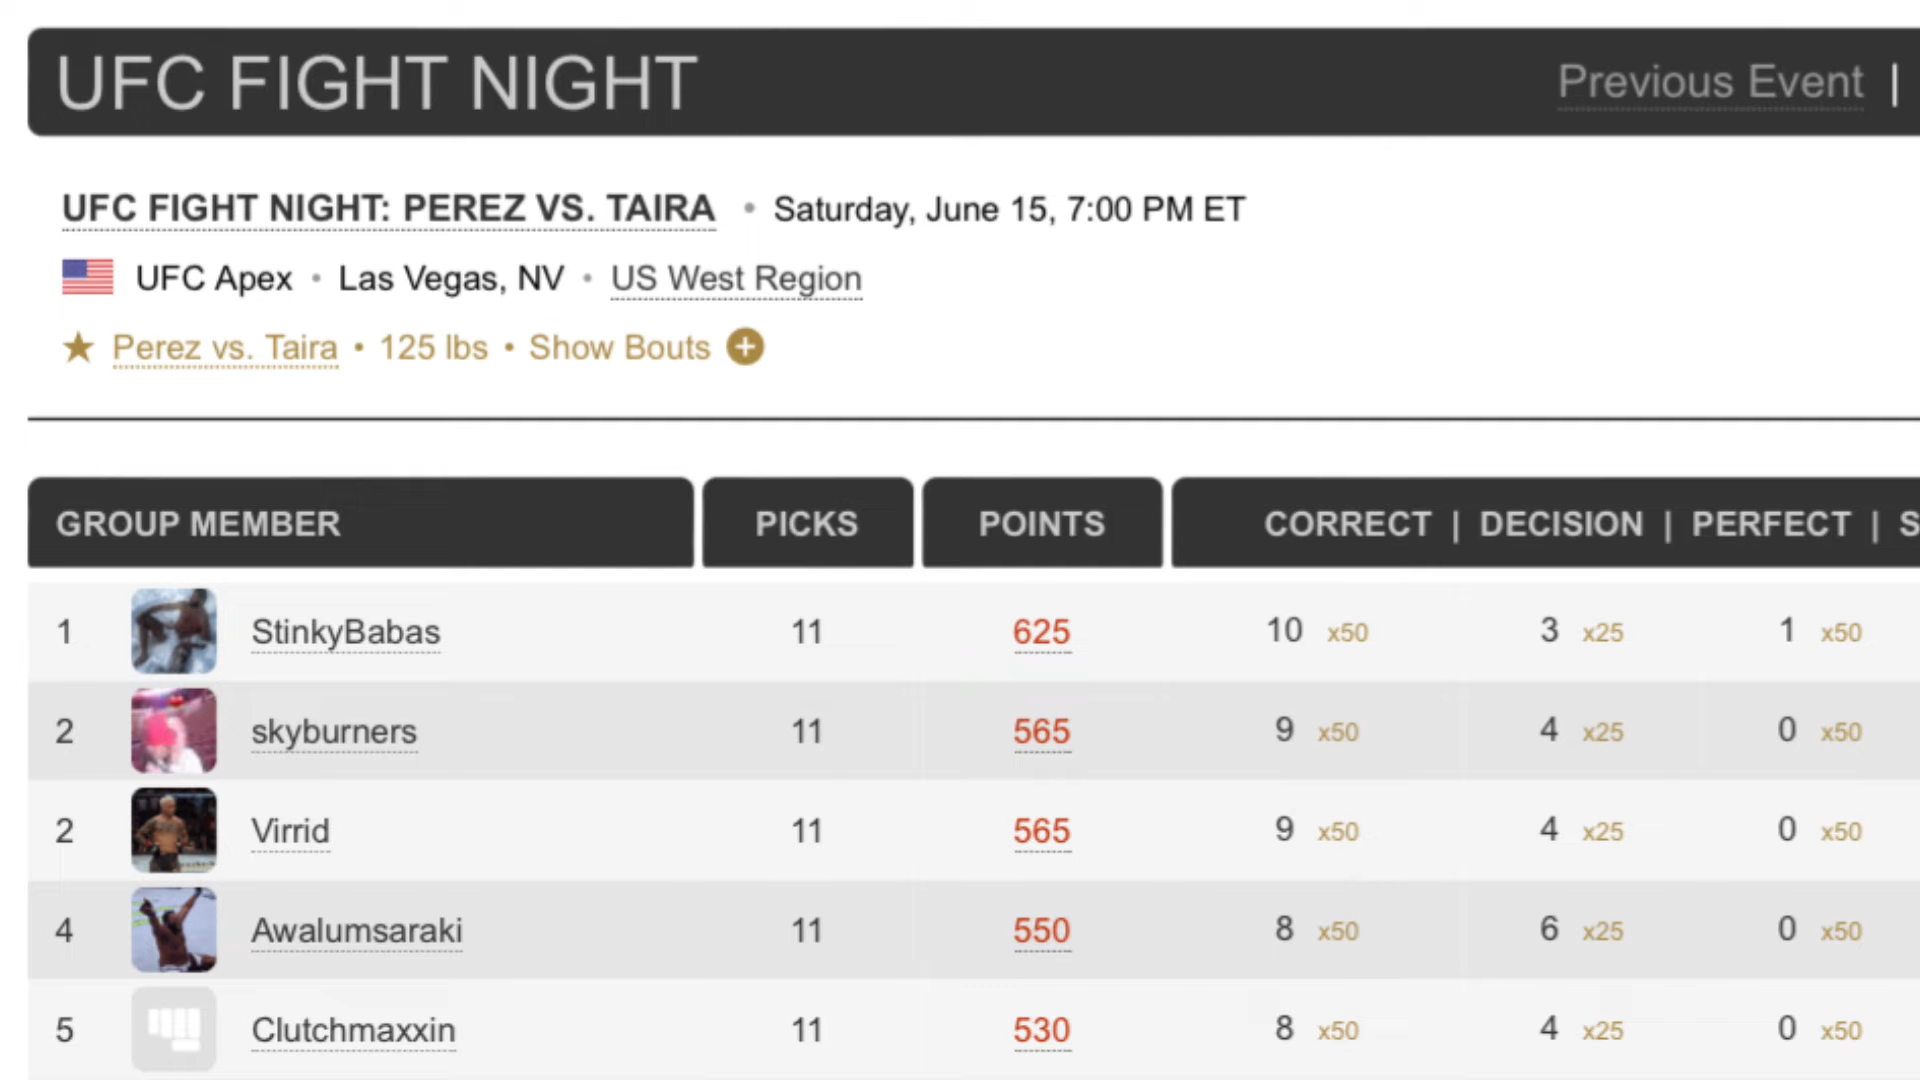 UFC FIGHT NIGHT Previous Event |
UFC FIGHT NIGHT: PEREZ VS. TAIRA • Saturday, June 15, 7:00 PM ET
UFC Apex • Las Vegas, NV • US West Region
★ Perez vs. Taira • 125 lbs • Show Bouts +
GROUP MEMBER PICKS POINTS CORRECT | DECISION | PERFECT | S
1 StinkyBabas 11 625 10 x50 3 x25 1 x50
2 skyburners 11 565 9 x50 4 x25 0 x50
2 Virrid 11 565 9 x50 4 x25 0 x50
4 Awalumsaraki 11 550 8 x50 6 x25 0 x50
5 Clutchmaxxin 11 530 8 x50 4 x25 0 x50